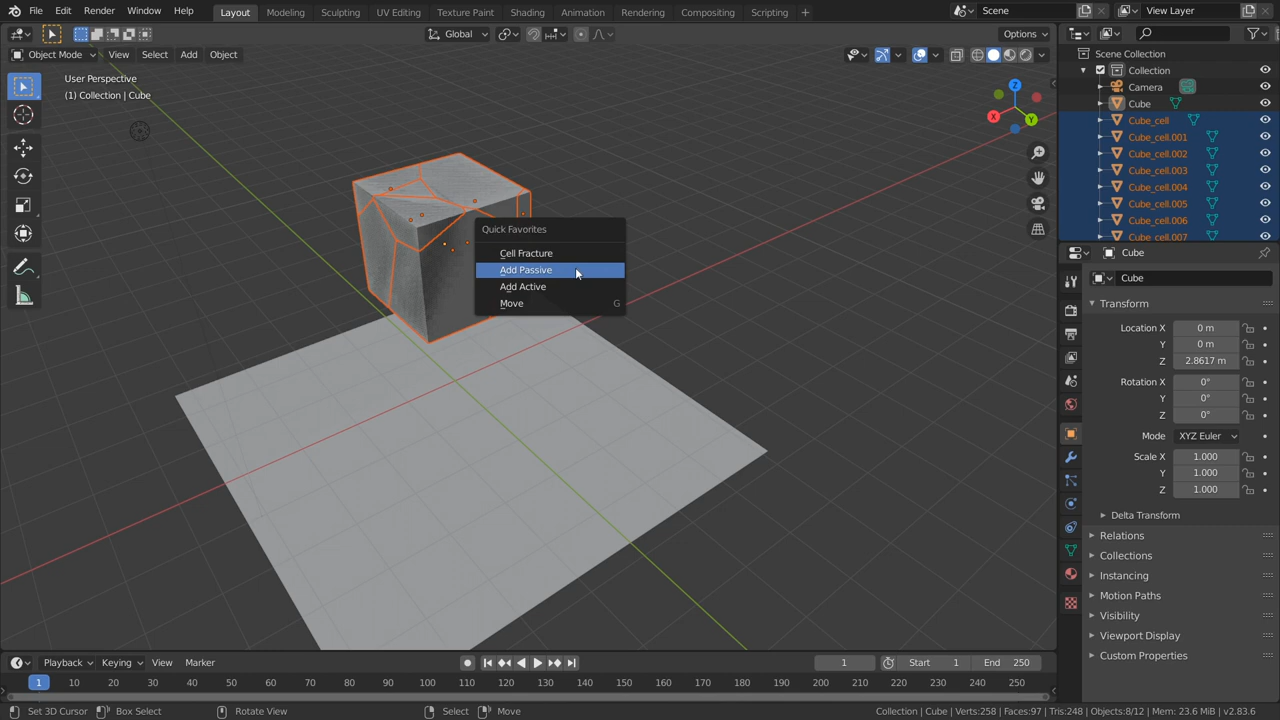 File Edit Render Window Help Layout Modeling Sculpting UV Editing Texture Paint Shading Animation Rendering Compositing Scripting + Scene View Layer
Global Options
Object Mode View Select Add Object
User Perspective
(1) Collection | Cube
Z
X
Y
Scene Collection
Collection
Camera
Cube
Cube_cell
Cube_cell.001
Cube_cell.002
Cube_cell.003
Cube_cell.004
Cube_cell.005
Cube_cell.006
Cube_cell.007
Quick Favorites
Cell Fracture
Add Passive
Add Active
Move G
Cube
Cube
Transform
Location X 0 m
Y 0 m
Z 2.8617 m
Rotation X 0°
Y 0°
Z 0°
Mode XYZ Euler
Scale X 1.000
Y 1.000
Z 1.000
Delta Transform
Relations
Collections
Instancing
Motion Paths
Visibility
Viewport Display
Custom Properties
Playback Keying View Marker 1 Start 1 End 250
1 10 20 30 40 50 60 70 80 90 100 110 120 130 140 150 160 170 180 190 200 210 220 230 240 250
Set 3D Cursor Box Select Rotate View Select Move Collection | Cube | Verts:258 | Faces:97 | Tris:248 | Objects:8/12 | Mem: 23.6 MiB | v2.83.6